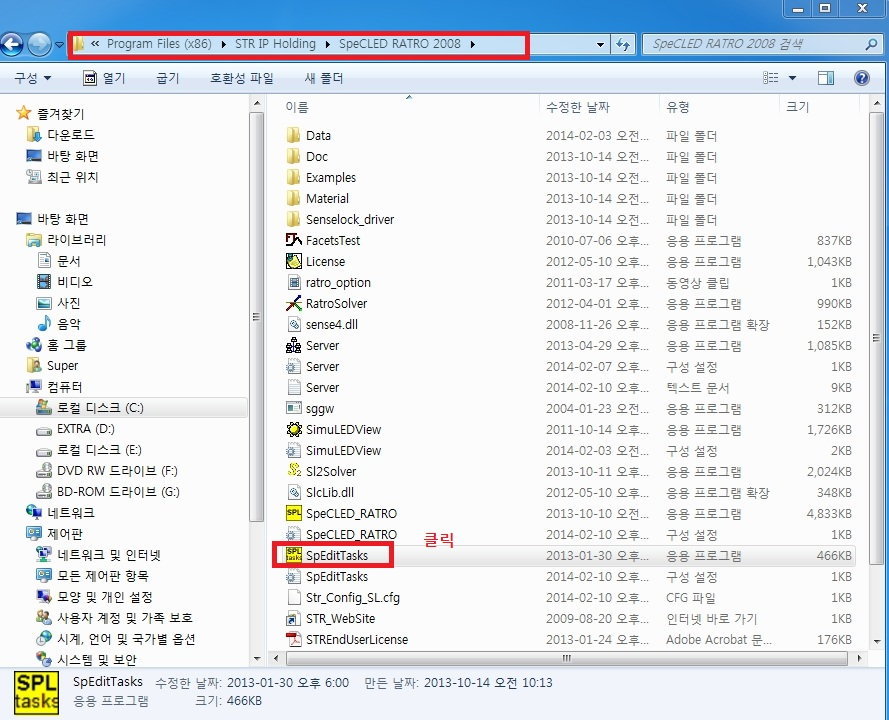 « Program Files (x86) ▸ STR IP Holding ▸ SpeCLED RATRO 2008 ▸
SpeCLED RATRO 2008 검색
구성 열기 굽기 호환성 파일 새 폴더
이름 수정한 날짜 유형 크기
즐겨찾기
다운로드
바탕 화면
최근 위치
바탕 화면
라이브러리
문서
비디오
사진
음악
홈 그룹
Super
컴퓨터
로컬 디스크 (C:)
EXTRA (D:)
로컬 디스크 (E:)
DVD RW 드라이브 (F:)
BD-ROM 드라이브 (G:)
네트워크
제어판
네트워크 및 인터넷
모든 제어판 항목
모양 및 개인 설정
사용자 계정 및 가족 보호
시계, 언어 및 국가별 옵션
시스템 및 보안
Data 2014-02-03 오전... 파일 폴더
Doc 2013-10-14 오전... 파일 폴더
Examples 2013-10-14 오전... 파일 폴더
Material 2013-10-14 오전... 파일 폴더
Senselock_driver 2013-10-14 오전... 파일 폴더
FacetsTest 2010-07-06 오후... 응용 프로그램 837KB
License 2012-05-10 오후... 응용 프로그램 1,043KB
ratro_option 2011-03-17 오후... 동영상 클립 1KB
RatroSolver 2012-04-01 오후... 응용 프로그램 990KB
sense4.dll 2008-11-26 오후... 응용 프로그램 확장 152KB
Server 2013-04-29 오후... 응용 프로그램 1,085KB
Server 2014-02-07 오후... 구성 설정 1KB
Server 2014-02-10 오후... 텍스트 문서 9KB
sggw 2004-01-23 오후... 응용 프로그램 312KB
SimuLEDView 2011-10-14 오후... 응용 프로그램 1,726KB
SimuLEDView 2014-02-03 오후... 구성 설정 2KB
Sl2Solver 2013-10-11 오후... 응용 프로그램 2,024KB
SlcLib.dll 2012-05-10 오후... 응용 프로그램 확장 348KB
SPL SpeCLED_RATRO 2013-10-10 오후... 응용 프로그램 4,833KB
SpeCLED_RATRO 2014-02-10 오후... 구성 설정 1KB
클릭
SPL tasks SpEditTasks 2013-01-30 오후... 응용 프로그램 466KB
SpEditTasks 2014-02-10 오후... 구성 설정 1KB
Str_Config_SL.cfg 2014-02-10 오후... CFG 파일 1KB
STR_WebSite 2009-08-20 오후... 인터넷 바로 가기 1KB
STREndUserLicense 2013-01-24 오후... Adobe Acrobat 문... 176KB
SPL tasks
SpEditTasks 수정한 날짜: 2013-01-30 오후 6:00 만든 날짜: 2013-10-14 오전 10:13
응용 프로그램 크기: 466KB